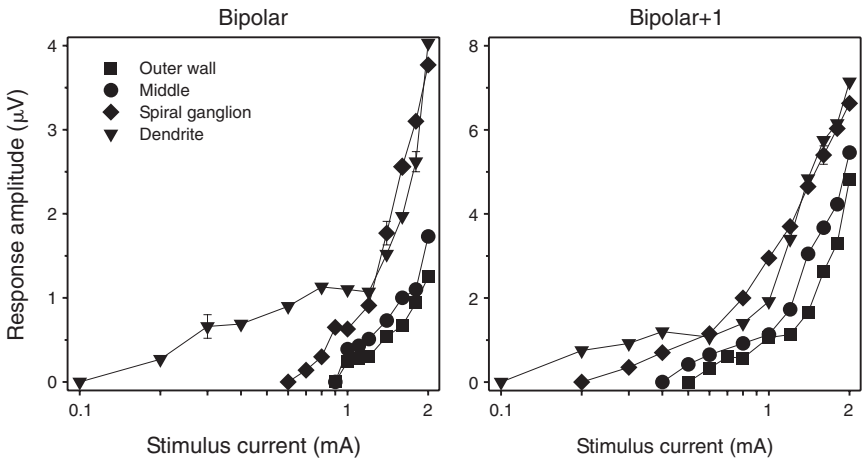 Bipolar
Bipolar+1
Response amplitude (μV)
4
3
2
1
0
Outer wall
Middle
Spiral ganglion
Dendrite
0.1
1
2
Stimulus current (mA)
8
6
4
2
0
0.1
1
2
Stimulus current (mA)